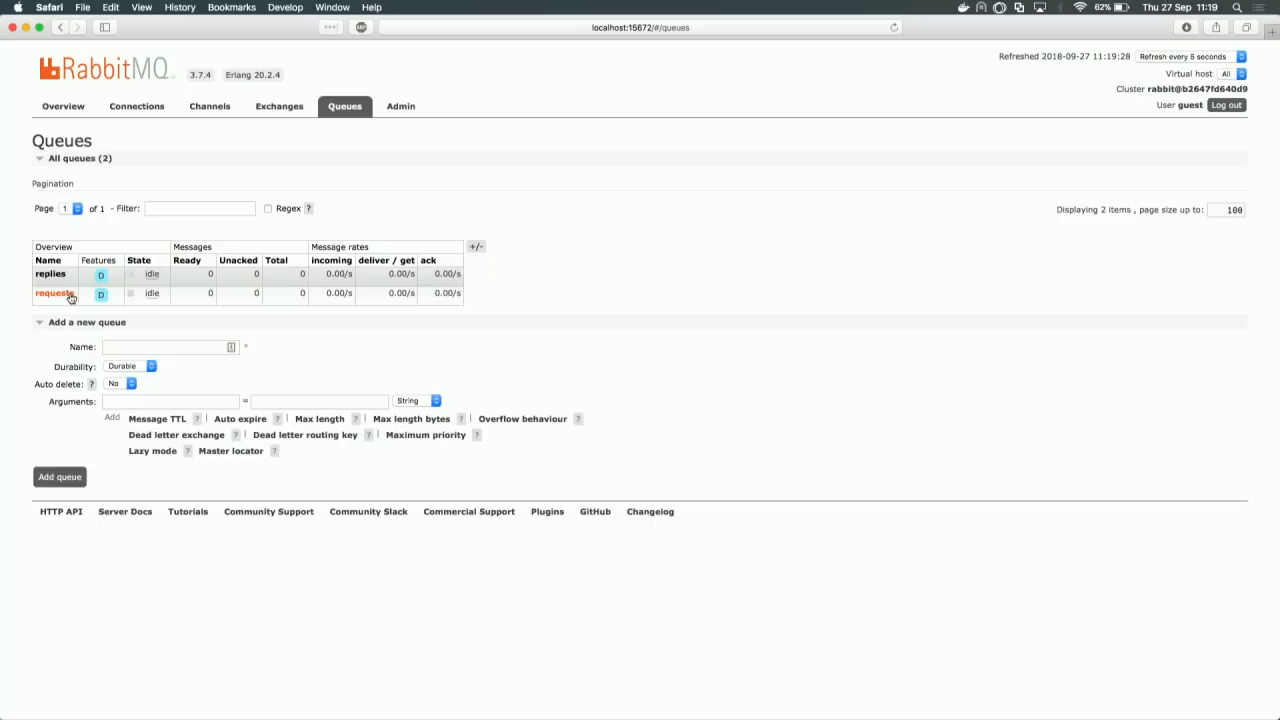 Safari File Edit View History Bookmarks Develop Window Help 62% Thu 27 Sep 11:19
localhost:15672/#/queues
RabbitMQ 3.7.4 Erlang 20.2.4
Refreshed 2018-09-27 11:19:28 Refresh every 5 seconds
Virtual host All
Cluster rabbit@b2647fd640d9
User guest Log out
Overview Connections Channels Exchanges Queues Admin
Queues
All queues (2)
Pagination
Page 1 of 1 - Filter: Regex ? Displaying 2 items , page size up to: 100
Overview Messages Message rates +/-
Name Features State Ready Unacked Total incoming deliver / get ack
replies D idle 0 0 0 0.00/s 0.00/s 0.00/s
requests D idle 0 0 0 0.00/s 0.00/s 0.00/s
Add a new queue
Name: *
Durability: Durable
Auto delete: ? No
Arguments: = String
Add Message TTL ? | Auto expire ? | Max length ? | Max length bytes ? | Overflow behaviour ?
Dead letter exchange ? | Dead letter routing key ? | Maximum priority ?
Lazy mode ? Master locator ?
Add queue
HTTP API Server Docs Tutorials Community Support Community Slack Commercial Support Plugins GitHub Changelog